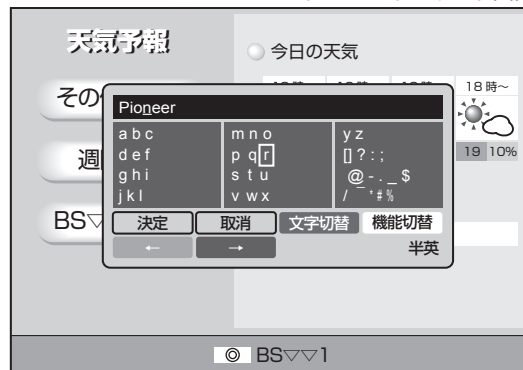 天気予報
今日の天気
18時～
19 10%
その
週
BS▽
Pioneer
a b c m n o y z
d e f p q r [] ? : ;
g h i s t u @ - . _ $
j k l v w x / ‾ * # %
決定 取消 文字切替 機能切替
← → 半英
◎ BS▽▽1